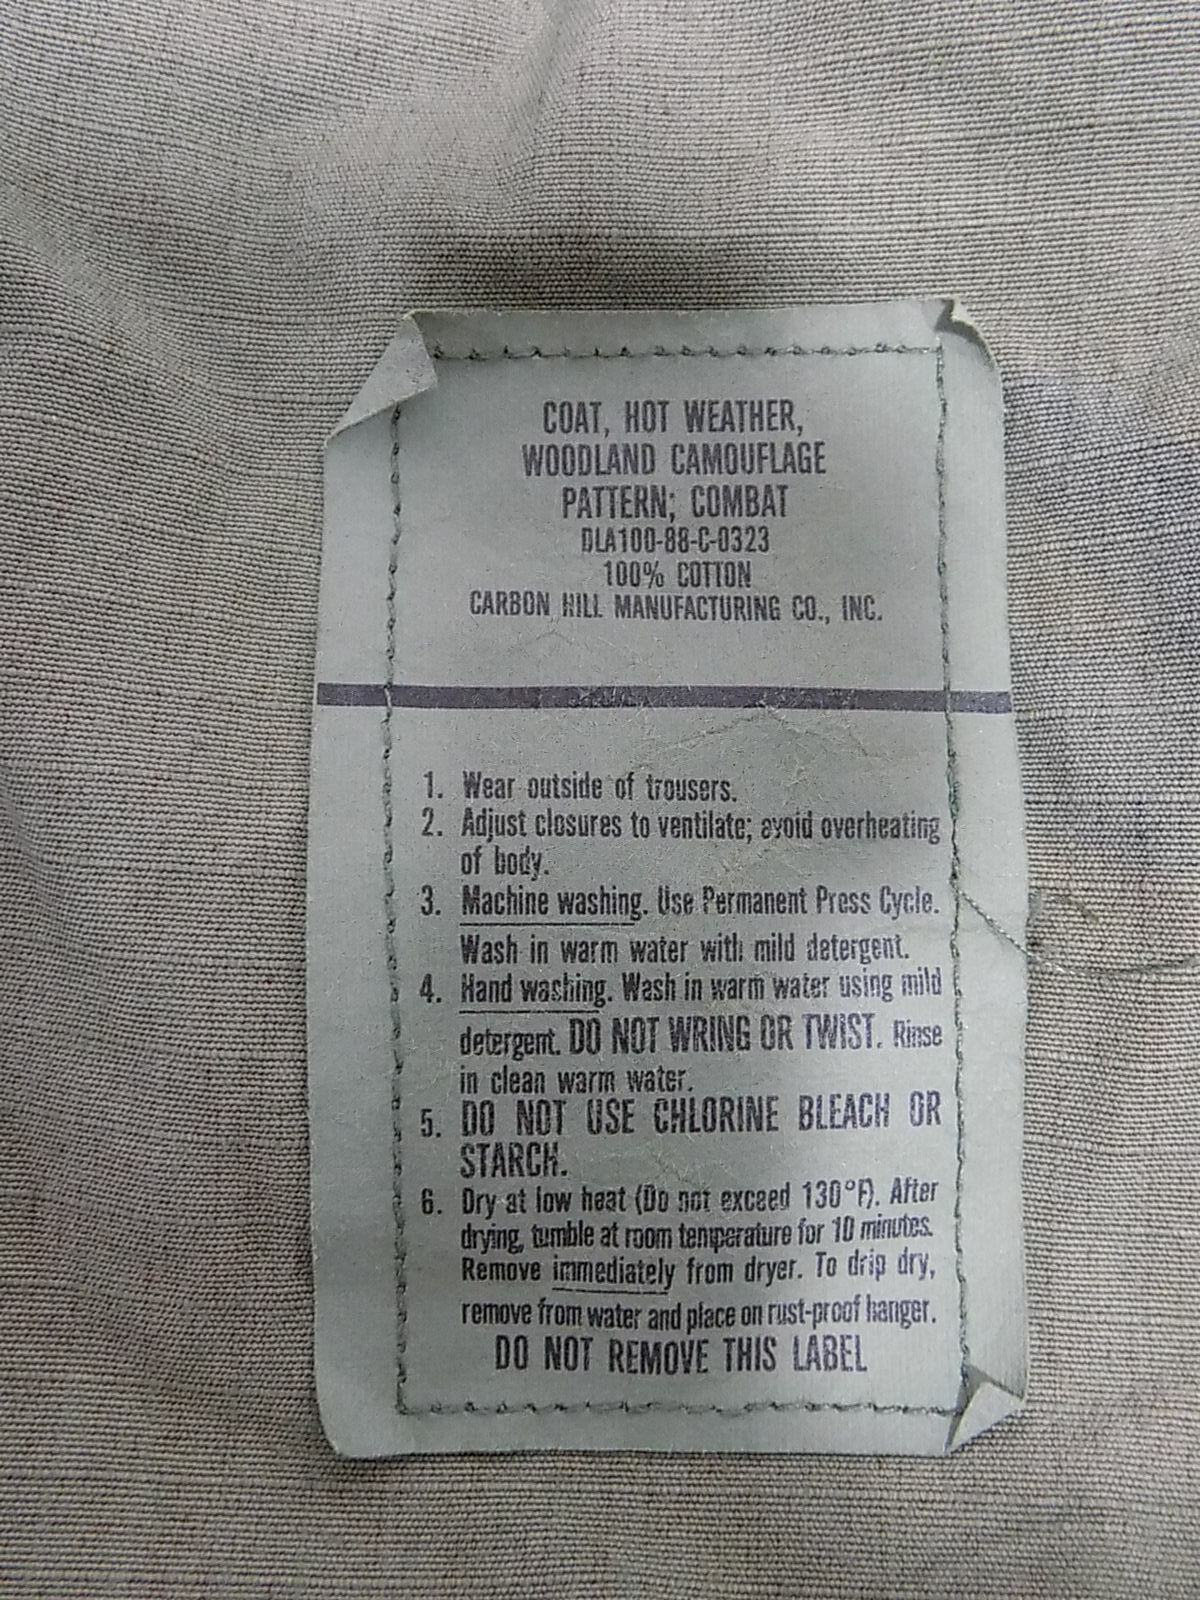 COAT, HOT WEATHER,
WOODLAND CAMOUFLAGE
PATTERN; COMBAT
DLA100-88-C-0323
100% COTTON
CARBON HILL MANUFACTURING CO., INC.
1. Wear outside of trousers.
2. Adjust closures to ventilate; avoid overheating
of body.
3. Machine washing. Use Permanent Press Cycle.
Wash in warm water with mild detergent.
4. Hand washing. Wash in warm water using mild
detergent. DO NOT WRING OR TWIST. Rinse
in clean warm water.
5. DO NOT USE CHLORINE BLEACH OR
STARCH.
6. Dry at low heat (Do not exceed 130°F). After
drying, tumble at room temperature for 10 minutes.
Remove immediately from dryer. To drip dry,
remove from water and place on rust-proof hanger.
DO NOT REMOVE THIS LABEL